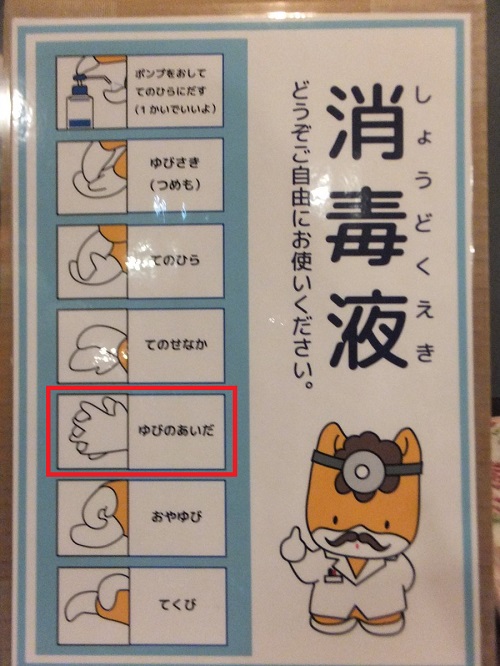 しょうどくえき
消毒液
どうぞご自由にお使いください。
ポンプをおして
てのひらにだす
(1かいでいいよ)
ゆびさき
(つめも)
てのひら
てのせなか
ゆびのあいだ
おやゆび
てくび